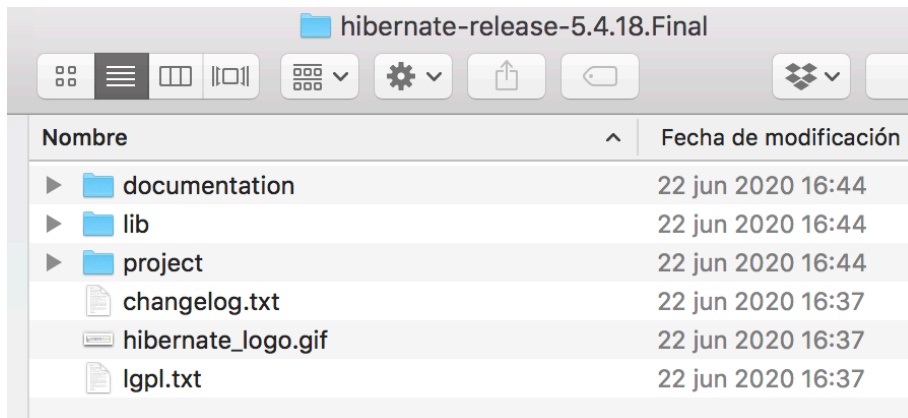 hibernate-release-5.4.18.Final
Nombre Fecha de modificación
documentation 22 jun 2020 16:44
lib 22 jun 2020 16:44
project 22 jun 2020 16:44
changelog.txt 22 jun 2020 16:37
hibernate_logo.gif 22 jun 2020 16:37
lgpl.txt 22 jun 2020 16:37